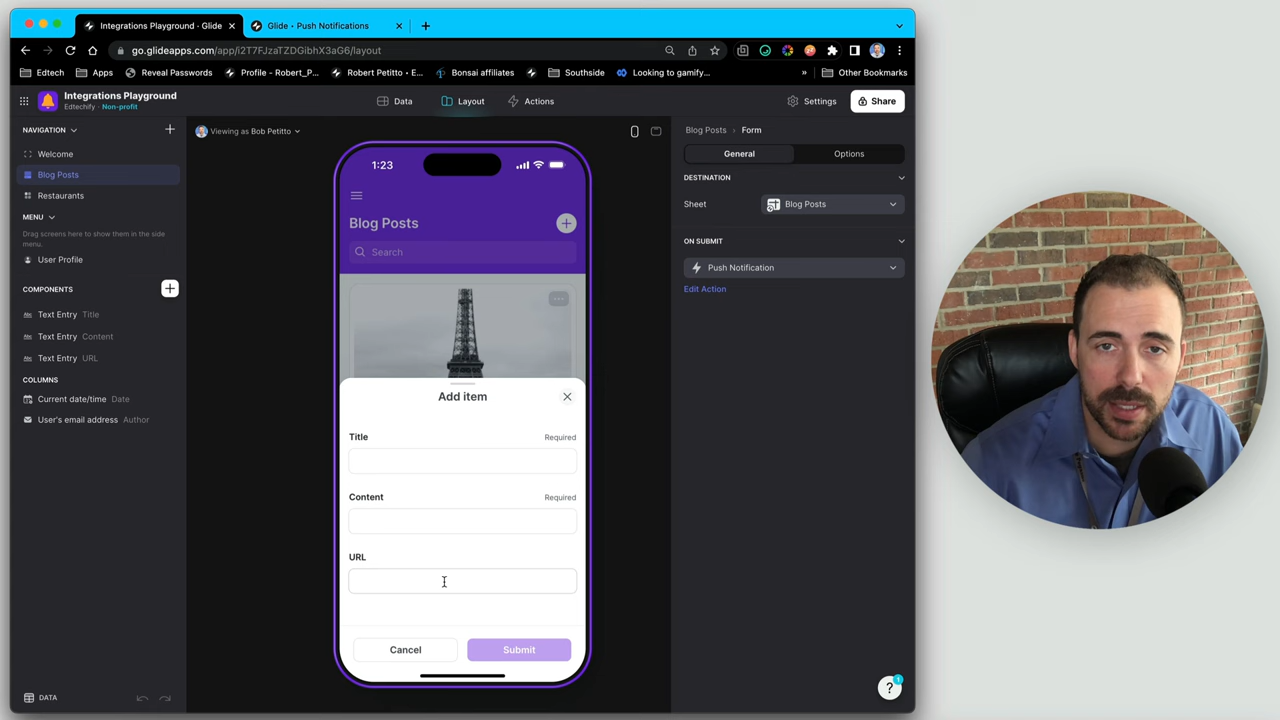 Integrations Playground · Glide
Glide • Push Notifications
go.glideapps.com/app/i2T7FJzaTZDGibhX3aG6/layout
Edtech
Apps
Reveal Passwords
Profile - Robert_P...
Robert Petitto • E...
Bonsai affiliates
Southside
Looking to gamify...
»
Other Bookmarks
Integrations Playground
Edtechify · Non-profit
Data
Layout
Actions
Settings
Share
NAVIGATION
Welcome
Blog Posts
Restaurants
MENU
Drag screens here to show them in the side
menu.
User Profile
COMPONENTS
Text Entry Title
Text Entry Content
Text Entry URL
COLUMNS
Current date/time Date
User's email address Author
DATA
Viewing as Bob Petitto
1:23
Blog Posts
Search
Add item
Title
Required
Content
Required
URL
Cancel
Submit
Blog Posts › Form
General
Options
DESTINATION
Sheet
Blog Posts
ON SUBMIT
Push Notification
Edit Action
?
1